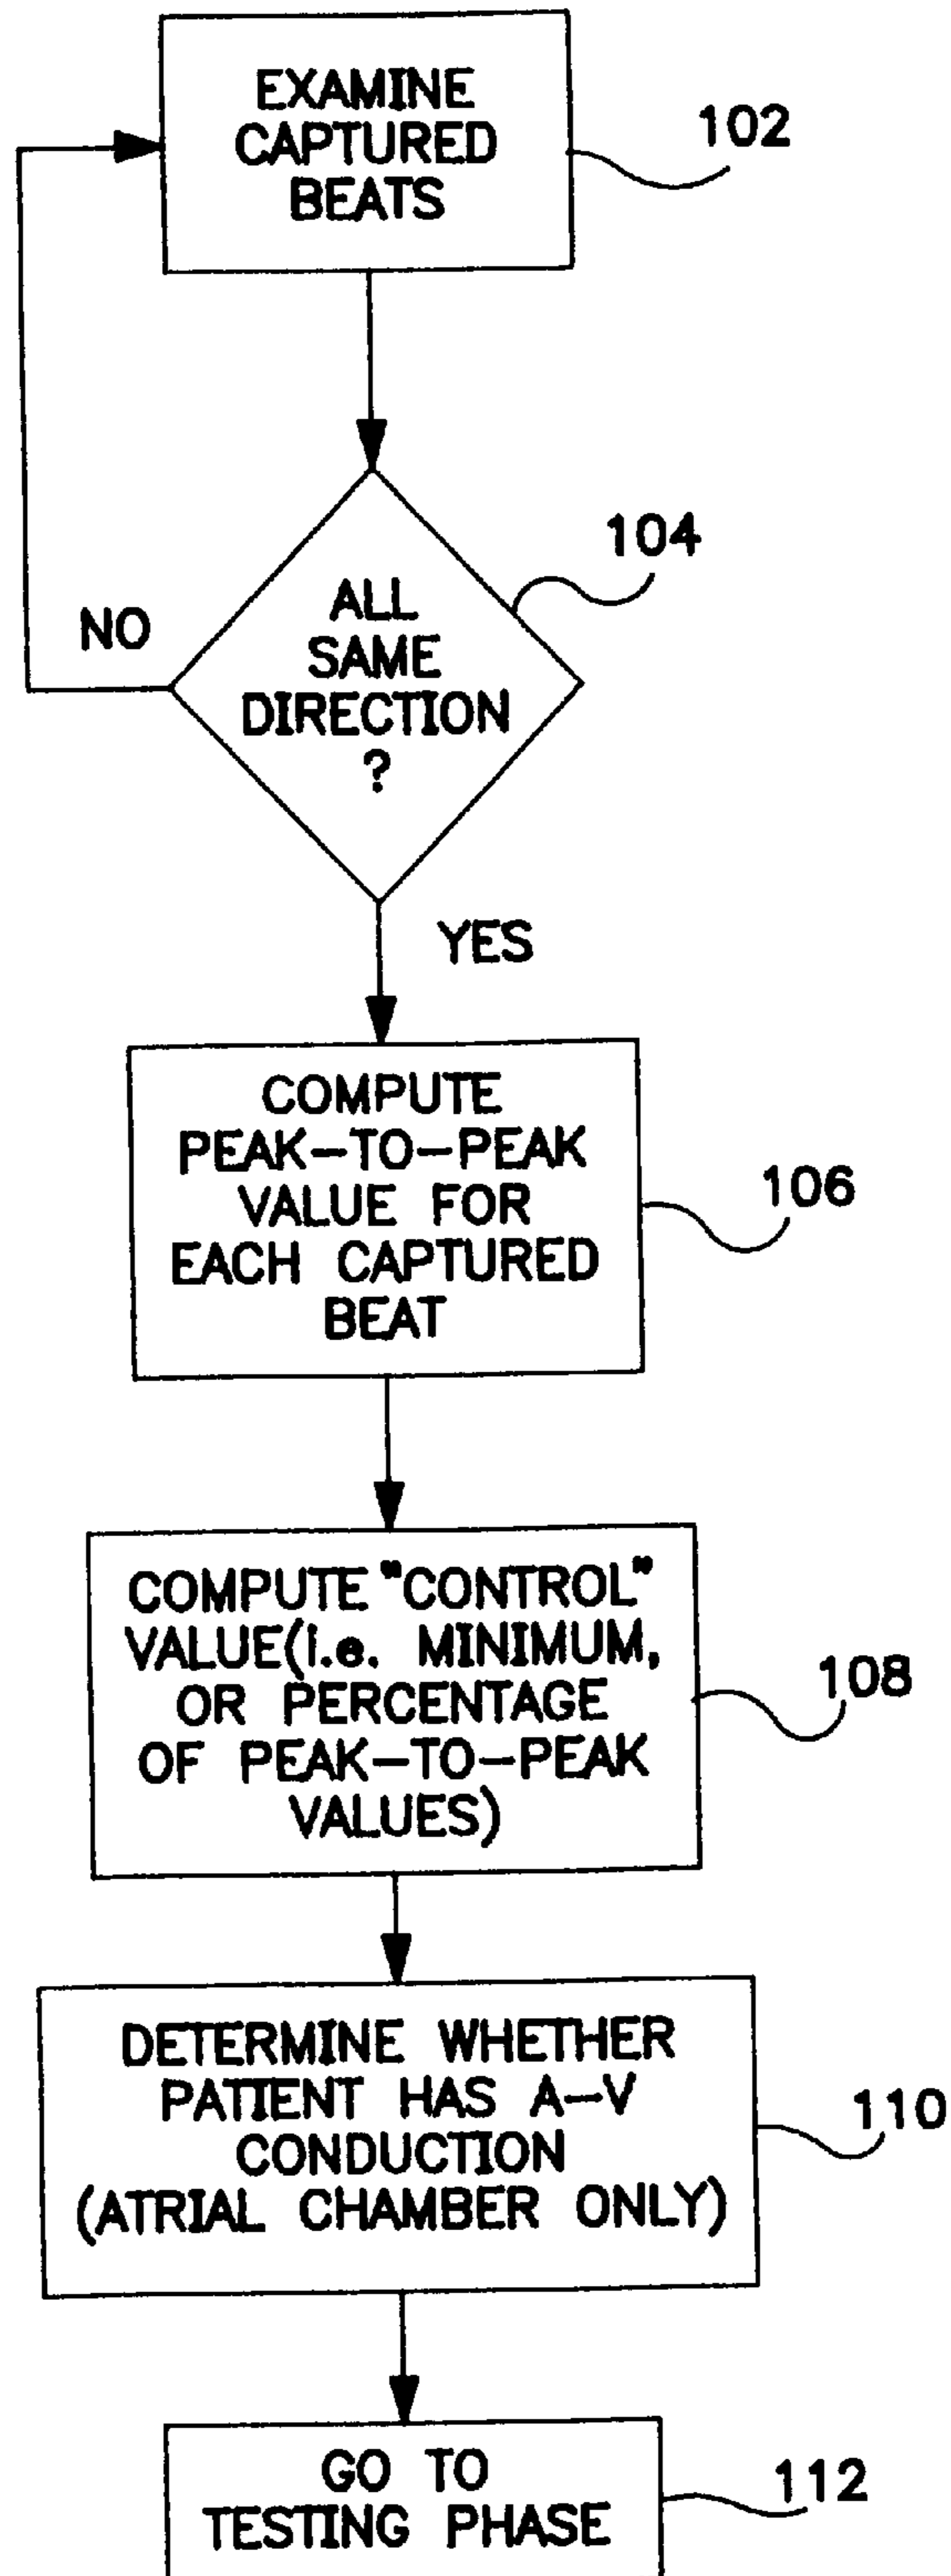 EXAMINE
CAPTURED
BEATS
102
ALL
SAME
DIRECTION
?
104
NO
YES
COMPUTE
PEAK-TO-PEAK
VALUE FOR
EACH CAPTURED
BEAT
106
COMPUTE "CONTROL"
VALUE(i.e. MINIMUM,
OR PERCENTAGE
OF PEAK-TO-PEAK
VALUES)
108
DETERMINE WHETHER
PATIENT HAS A-V
CONDUCTION
(ATRIAL CHAMBER ONLY)
110
GO TO
TESTING PHASE
112